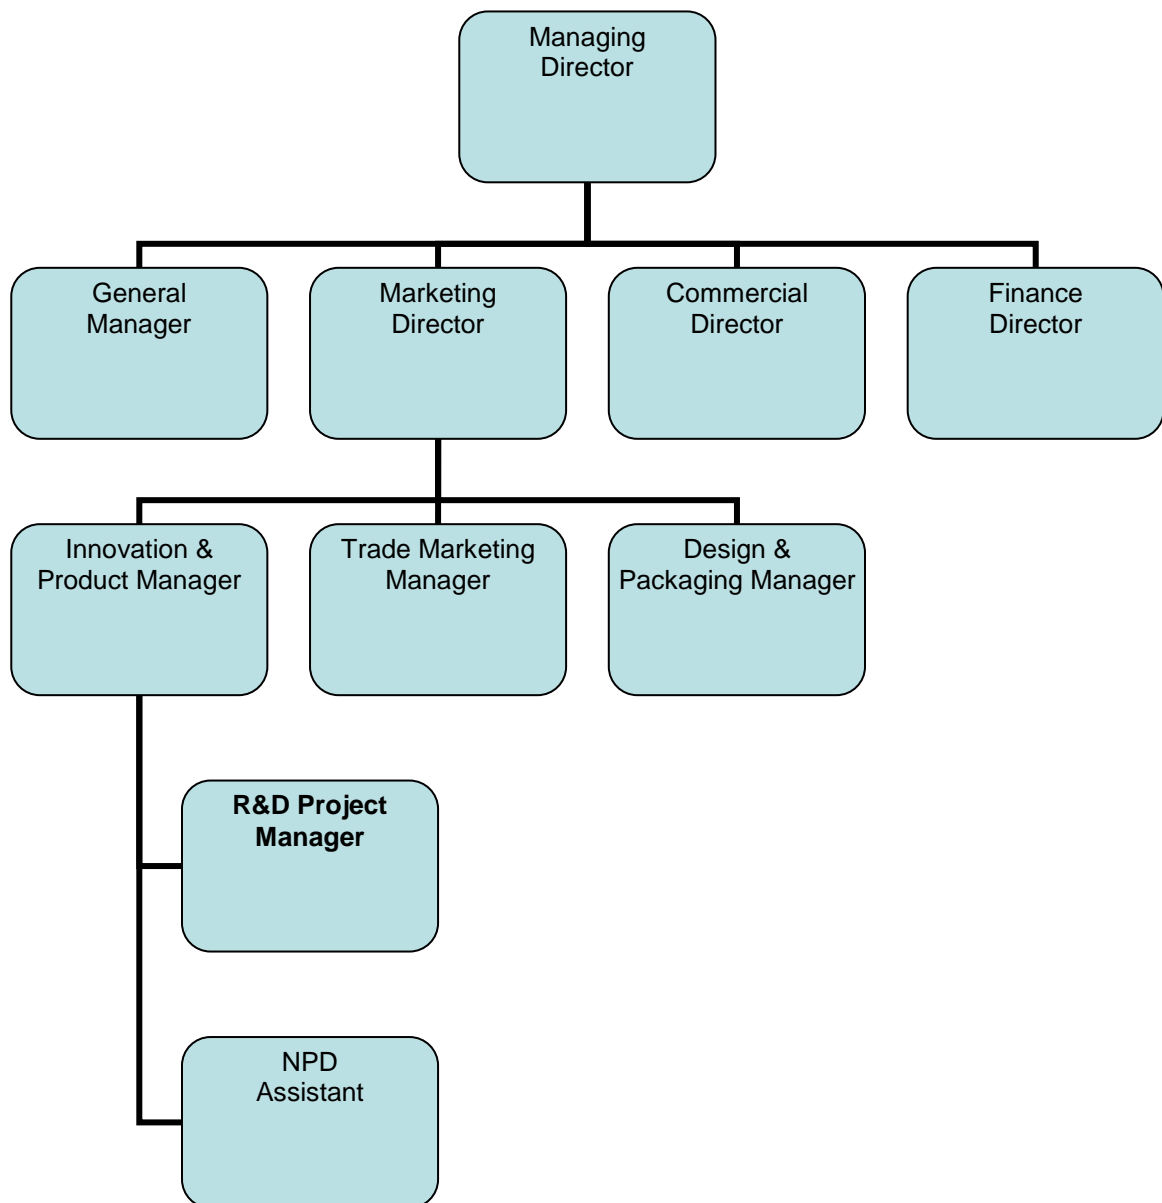 Managing
Director
General
Manager
Marketing
Director
Commercial
Director
Finance
Director
Innovation &
Product Manager
Trade Marketing
Manager
Design &
Packaging Manager
R&D Project
Manager
NPD
Assistant